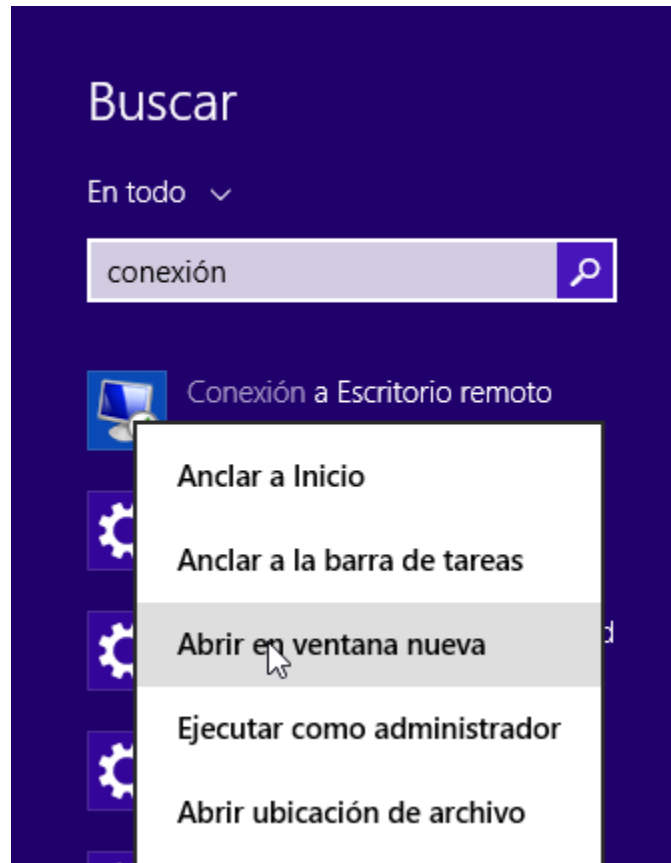 Buscar
En todo
conexión
Conexión a Escritorio remoto
Anclar a Inicio
Anclar a la barra de tareas
Abrir en ventana nueva
Ejecutar como administrador
Abrir ubicación de archivo